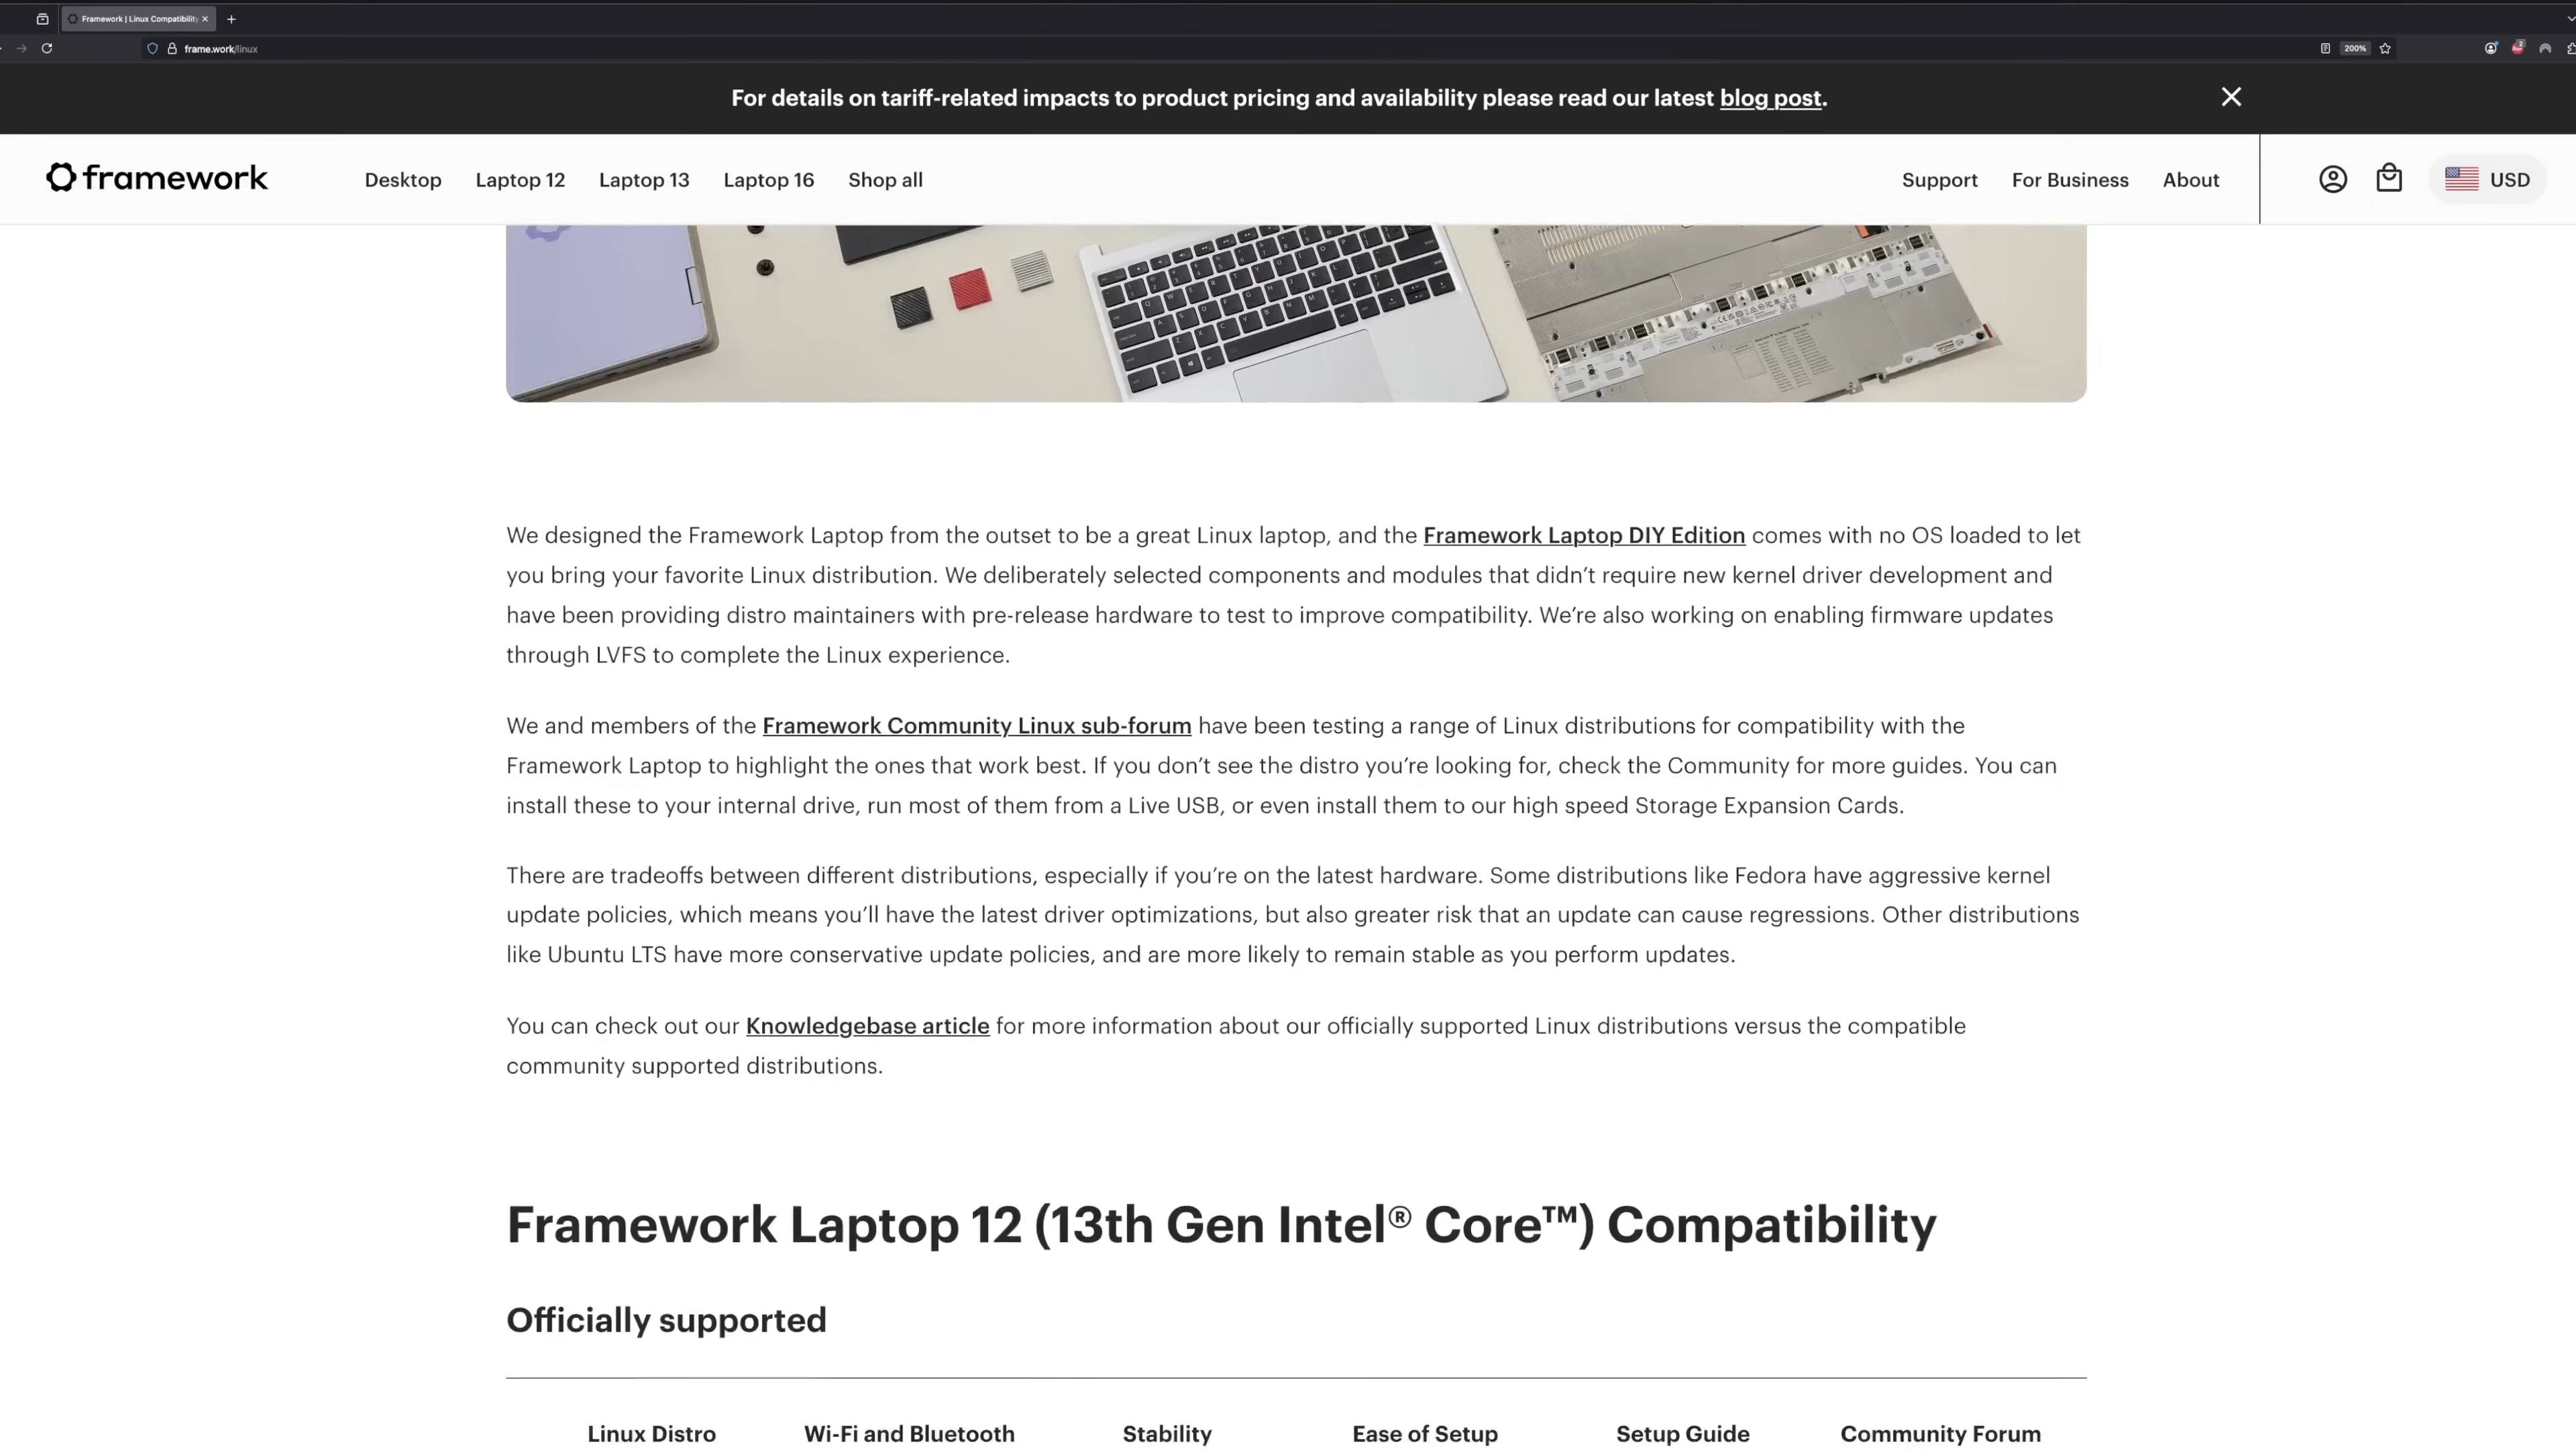 Framework | Linux Compatibility
frame.work/linux
200%
2
For details on tariff-related impacts to product pricing and availability please read our latest blog post.
framework
Desktop
Laptop 12
Laptop 13
Laptop 16
Shop all
Support
For Business
About
USD
We designed the Framework Laptop from the outset to be a great Linux laptop, and the Framework Laptop DIY Edition comes with no OS loaded to let
you bring your favorite Linux distribution. We deliberately selected components and modules that didn’t require new kernel driver development and
have been providing distro maintainers with pre-release hardware to test to improve compatibility. We’re also working on enabling firmware updates
through LVFS to complete the Linux experience.
We and members of the Framework Community Linux sub-forum have been testing a range of Linux distributions for compatibility with the
Framework Laptop to highlight the ones that work best. If you don’t see the distro you’re looking for, check the Community for more guides. You can
install these to your internal drive, run most of them from a Live USB, or even install them to our high speed Storage Expansion Cards.
There are tradeoffs between different distributions, especially if you’re on the latest hardware. Some distributions like Fedora have aggressive kernel
update policies, which means you’ll have the latest driver optimizations, but also greater risk that an update can cause regressions. Other distributions
like Ubuntu LTS have more conservative update policies, and are more likely to remain stable as you perform updates.
You can check out our Knowledgebase article for more information about our officially supported Linux distributions versus the compatible
community supported distributions.
Framework Laptop 12 (13th Gen Intel® Core™) Compatibility
Officially supported
Linux Distro
Wi-Fi and Bluetooth
Stability
Ease of Setup
Setup Guide
Community Forum